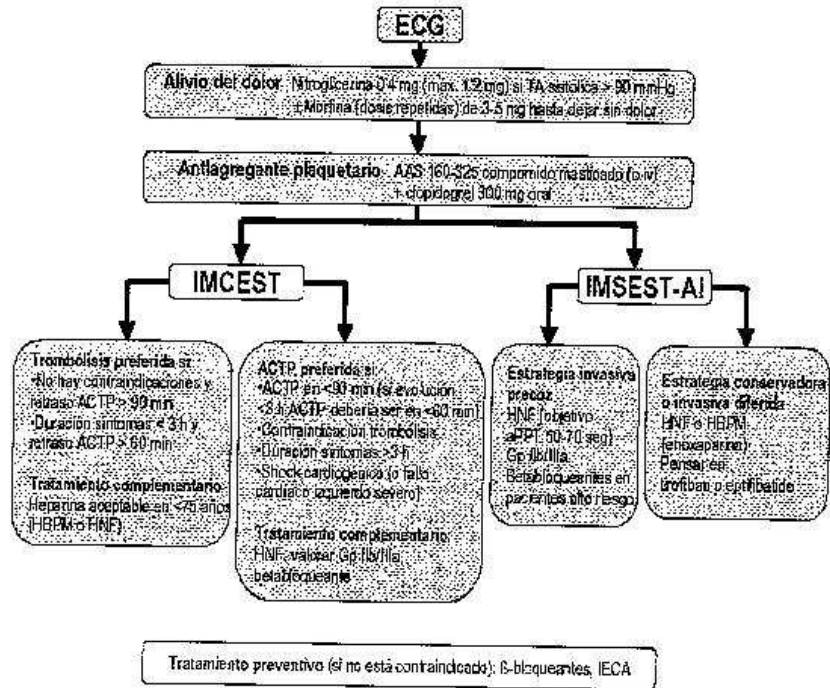 ECG
Alivio del dolor Nitroglicerina 0,4 mg (max. 1,2 mg) si TA sistolica > 90 mmHg
± Morfina (dosis repetidas) de 3-5 mg hasta dejar sin dolor
Antiagregante plaquetario AAS 160-325 comprimido masticado (o iv)
+ clopidogrel 300 mg oral
IMCEST
IMSEST-AI
Trombólisis preferida si:
•No hay contraindicaciones y
retraso ACTP > 90 min
•Duración síntomas < 3 h y
retraso ACTP > 60 min
Tratamiento complementario
Heparina aceptable en <75 años
(HBPM o HNF)
ACTP preferida si
•ACTP en <90 min (si evolución
<3 h ACTP debería ser en <60 min)
•Contraindicación trombolisis
•Duración síntomas >3 h
•Shock cardiogénico (o fallo
cardiaco izquierdo severo)
Tratamiento complementario
HNF, valorar Gp IIb/IIIa,
betabloqueante
Estrategia invasiva
precoz
HNF (objetivo
aPPT 50-70 seg)
Gp IIb/IIIa
Betabloqueantes en
pacientes alto riesgo
Estrategia conservadora
o invasiva diferida
HNF o HBPM
(enoxaparina)
Pensar en
tirofiban o eptifibatide
Tratamiento preventivo (si no está contraindicado): ß-bloqueantes, IECA